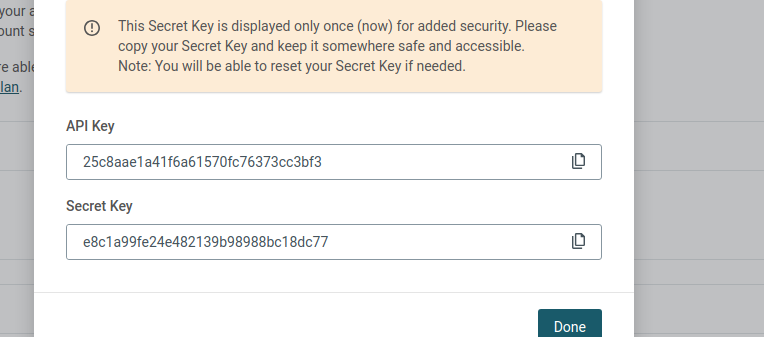 your a
ount s
re able
lan.
This Secret Key is displayed only once (now) for added security. Please
copy your Secret Key and keep it somewhere safe and accessible.
Note: You will be able to reset your Secret Key if needed.
API Key
25c8aae1a41f6a61570fc76373cc3bf3
Secret Key
e8c1a99fe24e482139b98988bc18dc77
Done